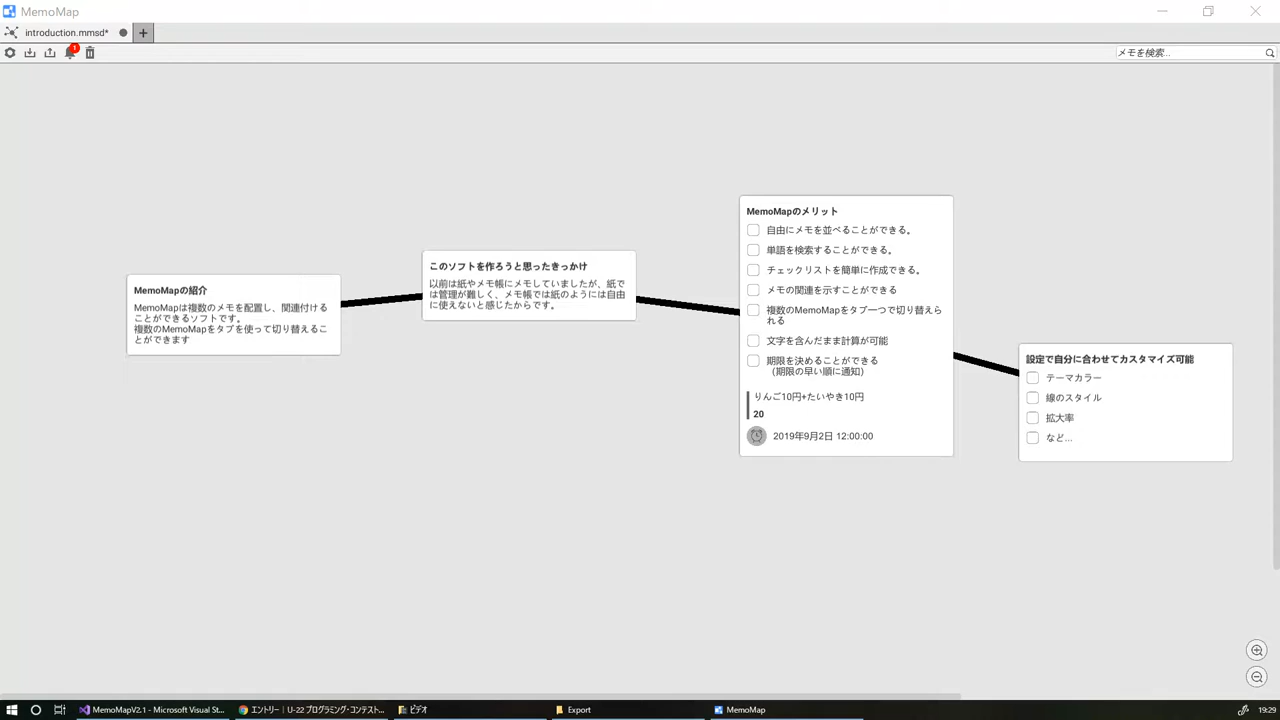 MemoMap
introduction.mmsd*
1
メモを検索...
MemoMapの紹介
MemoMapは複数のメモを配置し、関連付ける
ことができるソフトです。
複数のMemoMapをタブを使って切り替えるこ
とができます
このソフトを作ろうと思ったきっかけ
以前は紙やメモ帳にメモしていましたが、紙で
は管理が難しく、メモ帳では紙のようには自由
に使えないと感じたからです。
MemoMapのメリット
自由にメモを並べることができる。
単語を検索することができる。
チェックリストを簡単に作成できる。
メモの関連を示すことができる
複数のMemoMapをタブ一つで切り替えら
れる
文字を含んだまま計算が可能
期限を決めることができる
(期限の早い順に通知)
りんご10円+たいやき10円
20
2019年9月2日 12:00:00
設定で自分に合わせてカスタマイズ可能
テーマカラー
線のスタイル
拡大率
など...
MemoMapV2.1 - Microsoft Visual St...
エントリー | U-22 プログラミング・コンテスト...
ビデオ
Export
MemoMap
19:29